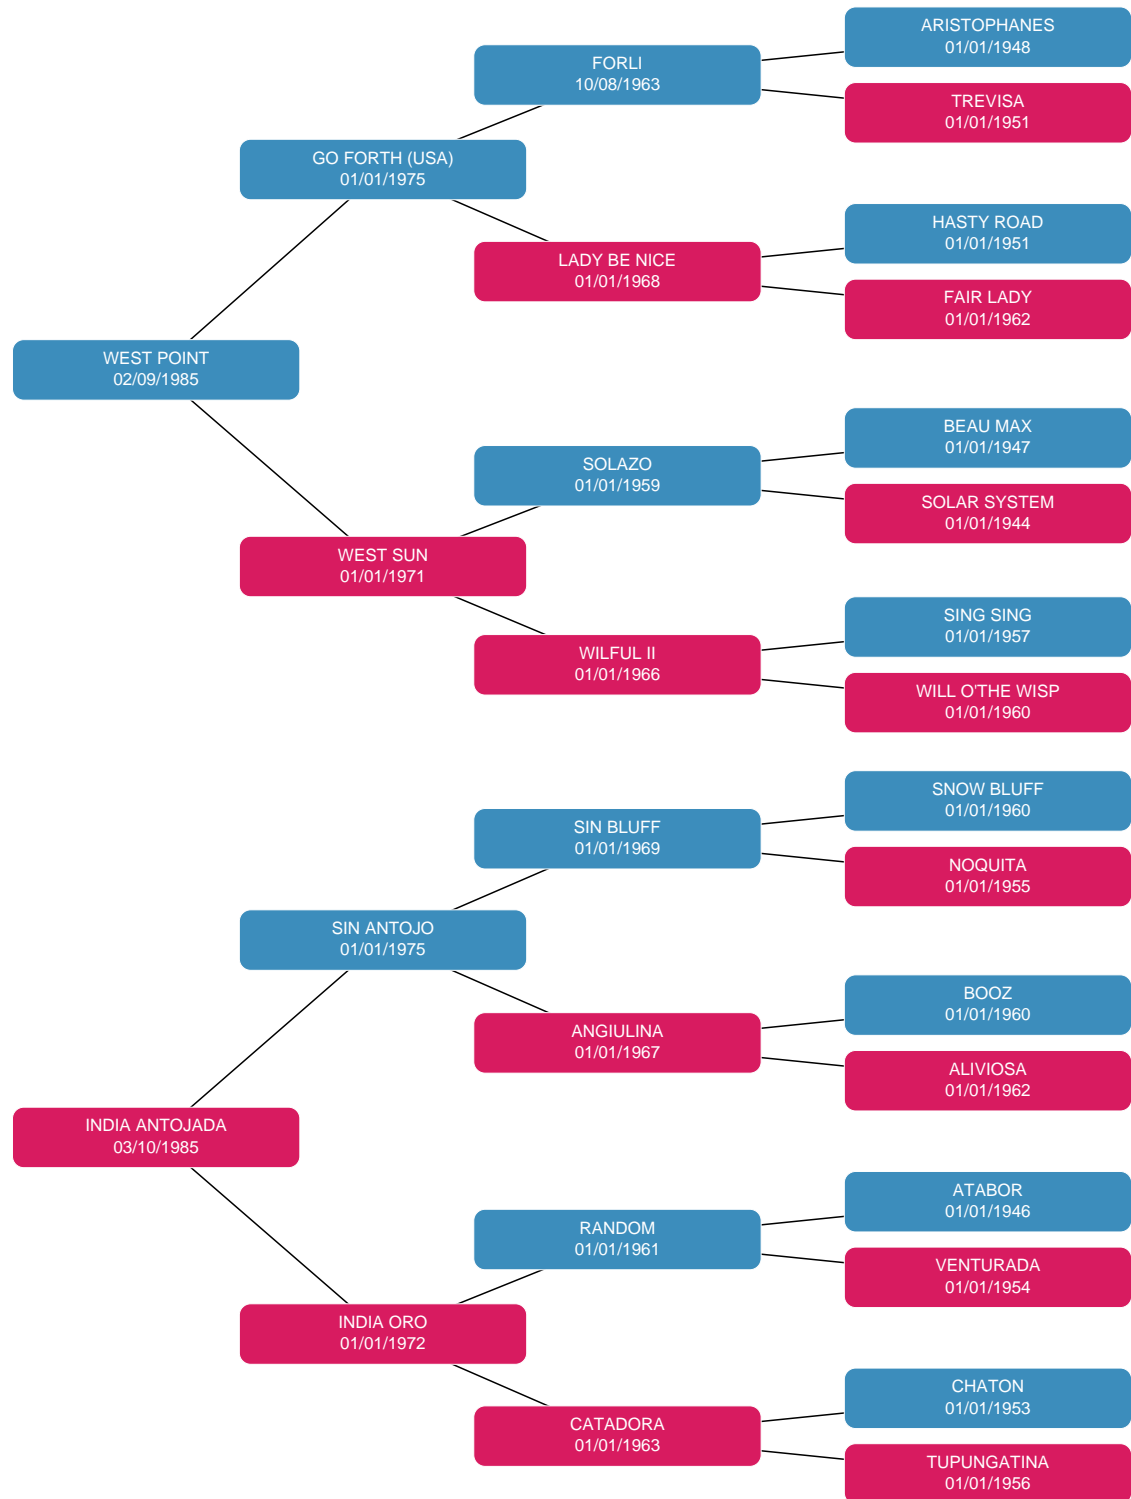 ARISTOPHANES
01/01/1948
FORLI
10/08/1963
TREVISA
01/01/1951
GO FORTH (USA)
01/01/1975
HASTY ROAD
01/01/1951
LADY BE NICE
01/01/1968
FAIR LADY
01/01/1962
WEST POINT
02/09/1985
BEAU MAX
01/01/1947
SOLAZO
01/01/1959
SOLAR SYSTEM
01/01/1944
WEST SUN
01/01/1971
SING SING
01/01/1957
WILFUL II
01/01/1966
WILL O'THE WISP
01/01/1960
SNOW BLUFF
01/01/1960
SIN BLUFF
01/01/1969
NOQUITA
01/01/1955
SIN ANTOJO
01/01/1975
BOOZ
01/01/1960
ANGIULINA
01/01/1967
ALIVIOSA
01/01/1962
INDIA ANTOJADA
03/10/1985
ATABOR
01/01/1946
RANDOM
01/01/1961
VENTURADA
01/01/1954
INDIA ORO
01/01/1972
CHATON
01/01/1953
CATADORA
01/01/1963
TUPUNGATINA
01/01/1956